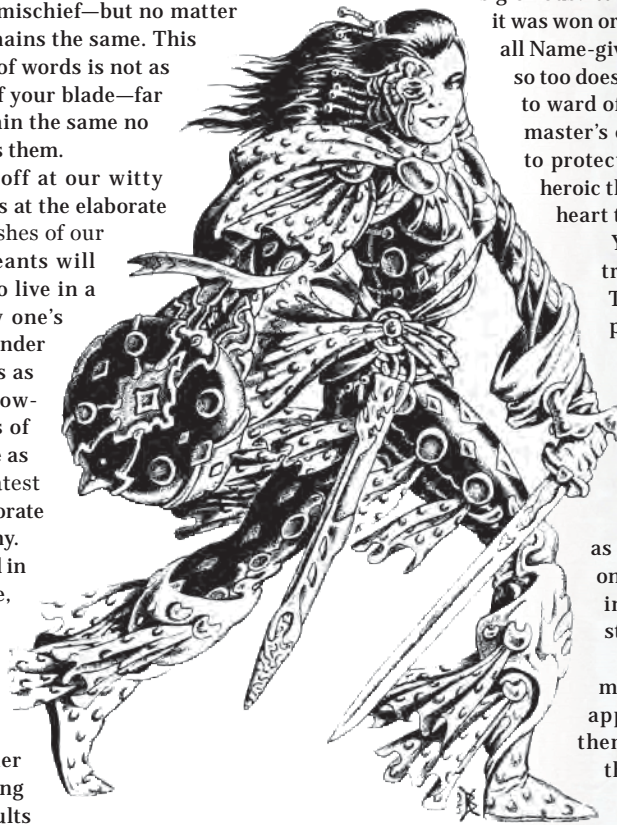 mischief—but no matter
mains the same. This
of words is not as
f your blade—far
ain the same no
s them.
off at our witty
s at the elaborate
shes of our
eants will
o live in a
y one's
nder
s as
ow-
s of
e as
atest
orate
ny.
l in
e,
er
ng
ults
it was won or
all Name-giv
so too does
to ward of
master's
to protec
heroic th
heart t
Y
tr
T
p
as
on
in
st
m
app
ther
th